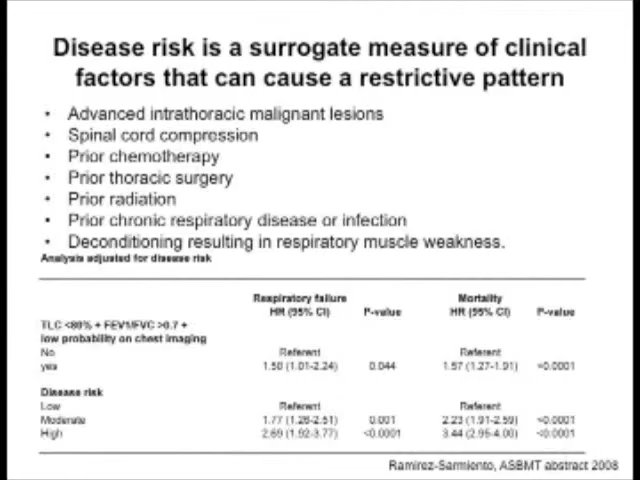 Disease risk is a surrogate measure of clinical
factors that can cause a restrictive pattern
• Advanced intrathoracic malignant lesions
• Spinal cord compression
• Prior chemotherapy
• Prior thoracic surgery
• Prior radiation
• Prior chronic respiratory disease or infection
• Deconditioning resulting in respiratory muscle weakness.
Analysis adjusted for disease risk
Respiratory failure Mortality
HR (95% CI) P-value HR (95% CI) P-value
TLC <80% + FEV1/FVC >0.7 +
low probability on chest imaging
No Referent Referent
yes 1.50 (1.01-2.24) 0.044 1.57 (1.27-1.91) <0.0001
Disease risk
Low Referent Referent
Moderate 1.77 (1.26-2.51) 0.001 2.23 (1.91-2.59) <0.0001
High 2.69 (1.92-3.77) <0.0001 3.44 (2.95-4.00) <0.0001
Ramirez-Sarmiento, ASBMT abstract 2008